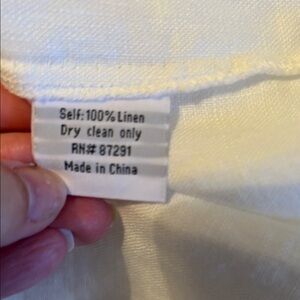 Self:100% Linen
Dry clean only
RN# 87291
Made in China